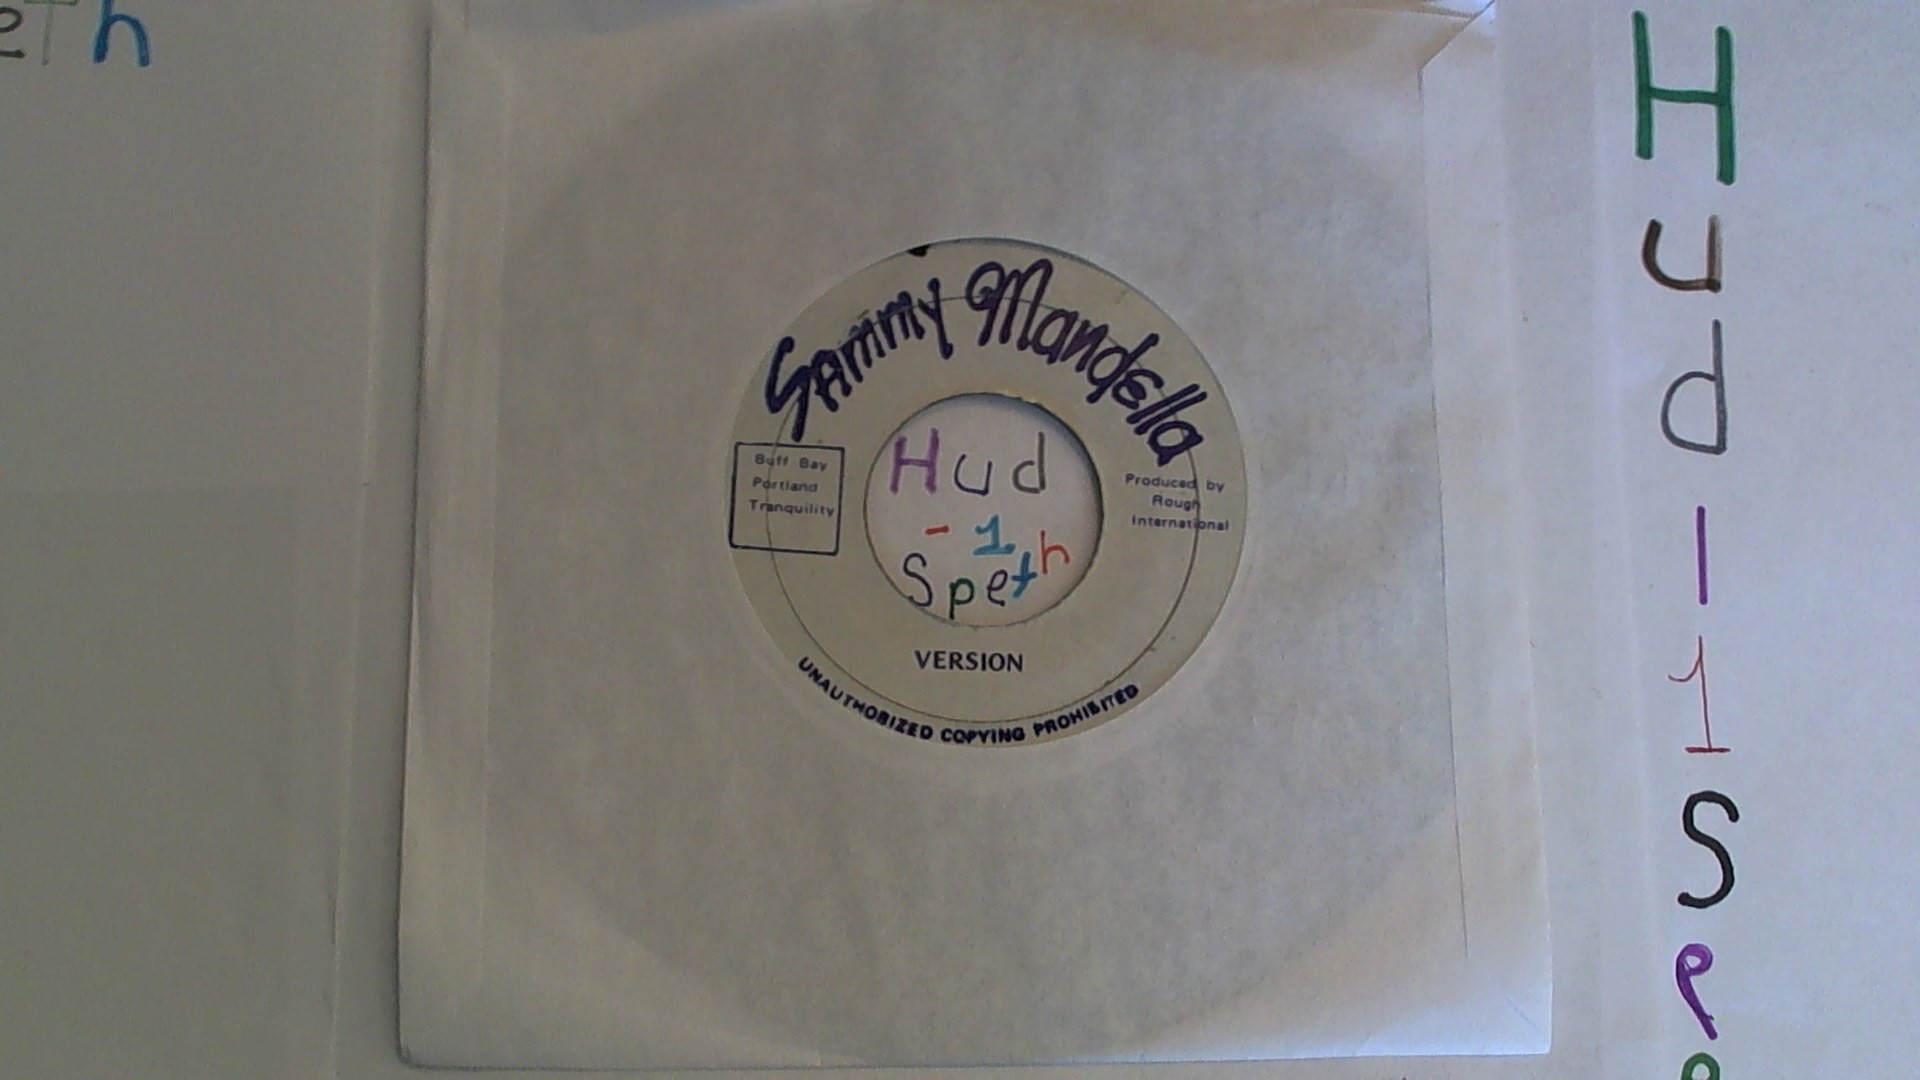 eTh
Sammy Mandella
Buff Bay
Portland
Tranquility
Produced by
Rough
International
Hud
-1
Speth
VERSION
UNAUTHORIZED COPYING PROHIBITED
H
u
d
|
1
S
p
e